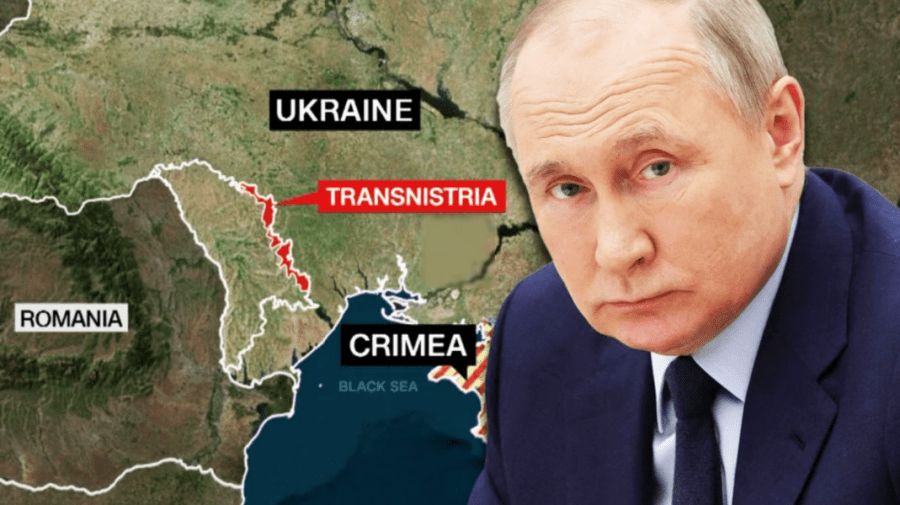 UKRAINE
TRANSNISTRIA
ROMANIA
CRIMEA
BLACK SEA